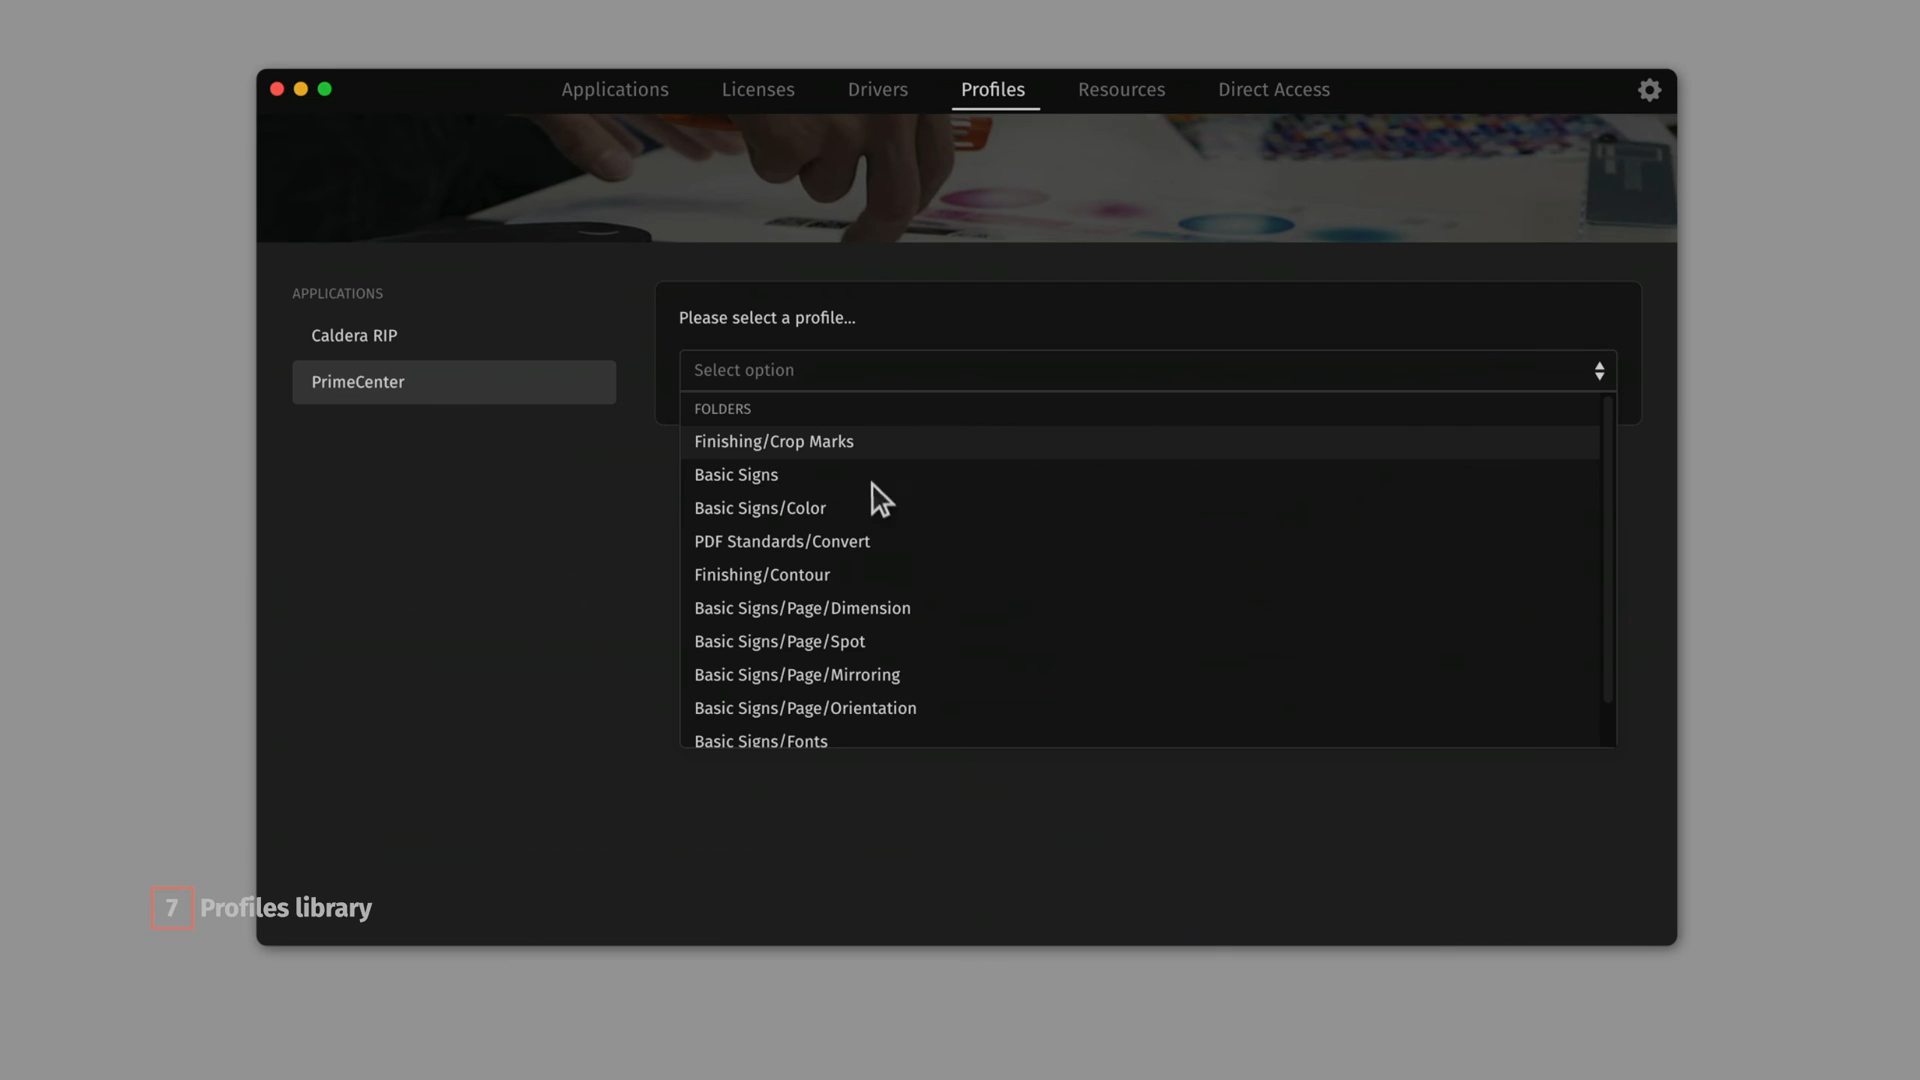 Applications Licenses Drivers Profiles Resources Direct Access
APPLICATIONS
Caldera RIP
PrimeCenter
Please select a profile...
Select option
FOLDERS
Finishing/Crop Marks
Basic Signs
Basic Signs/Color
PDF Standards/Convert
Finishing/Contour
Basic Signs/Page/Dimension
Basic Signs/Page/Spot
Basic Signs/Page/Mirroring
Basic Signs/Page/Orientation
Basic Signs/Fonts
7 Profiles library